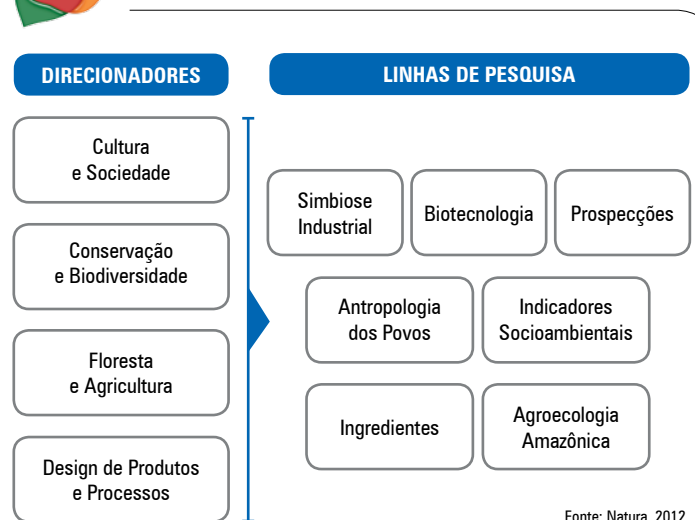 DIRECIONADORES
Cultura
e Sociedade
Conservação
e Biodiversidade
Floresta
e Agricultura
Design de Produtos
e Processos
LINHAS DE PESQUISA
Simbiose
Industrial
Biotecnologia
Prospecções
Antropologia
dos Povos
Indicadores
Socioambientais
Ingredientes
Agroecologia
Amazônica
Fonte: Natura, 2012